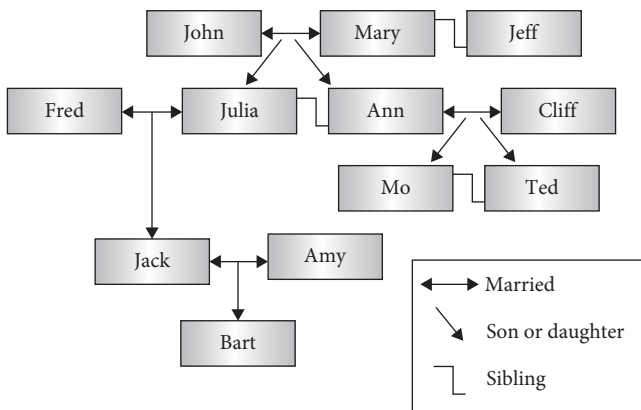 John
Mary
Jeff
Fred
Julia
Ann
Cliff
Mo
Ted
Jack
Amy
Bart
Married
Son or daughter
Sibling